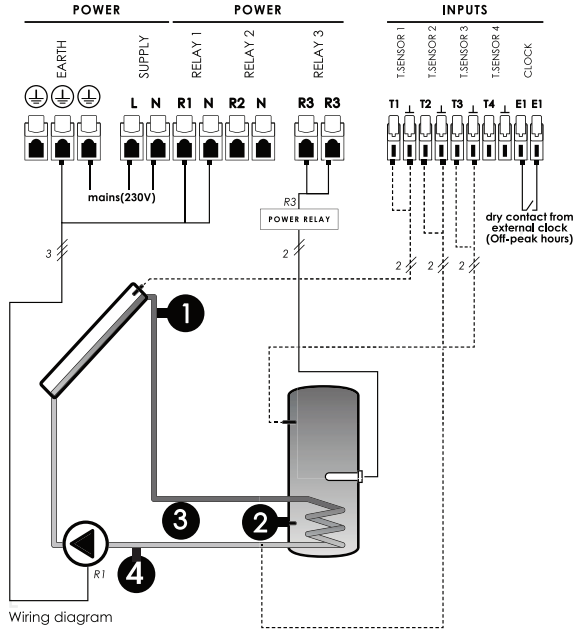 POWER POWER INPUTS
EARTH
SUPPLY
RELAY 1
RELAY 2
RELAY 3
T.SENSOR 1
T.SENSOR 2
T.SENSOR 3
T.SENSOR 4
CLOCK
L N R1 N R2 N R3 R3 T1 T2 T3 T4 E1 E1
mains(230V)
R3
POWER RELAY
dry contact from
external clock
(Off-peak hours)
3 2 2 2 2
1
3
2
4
R1
Wiring diagram